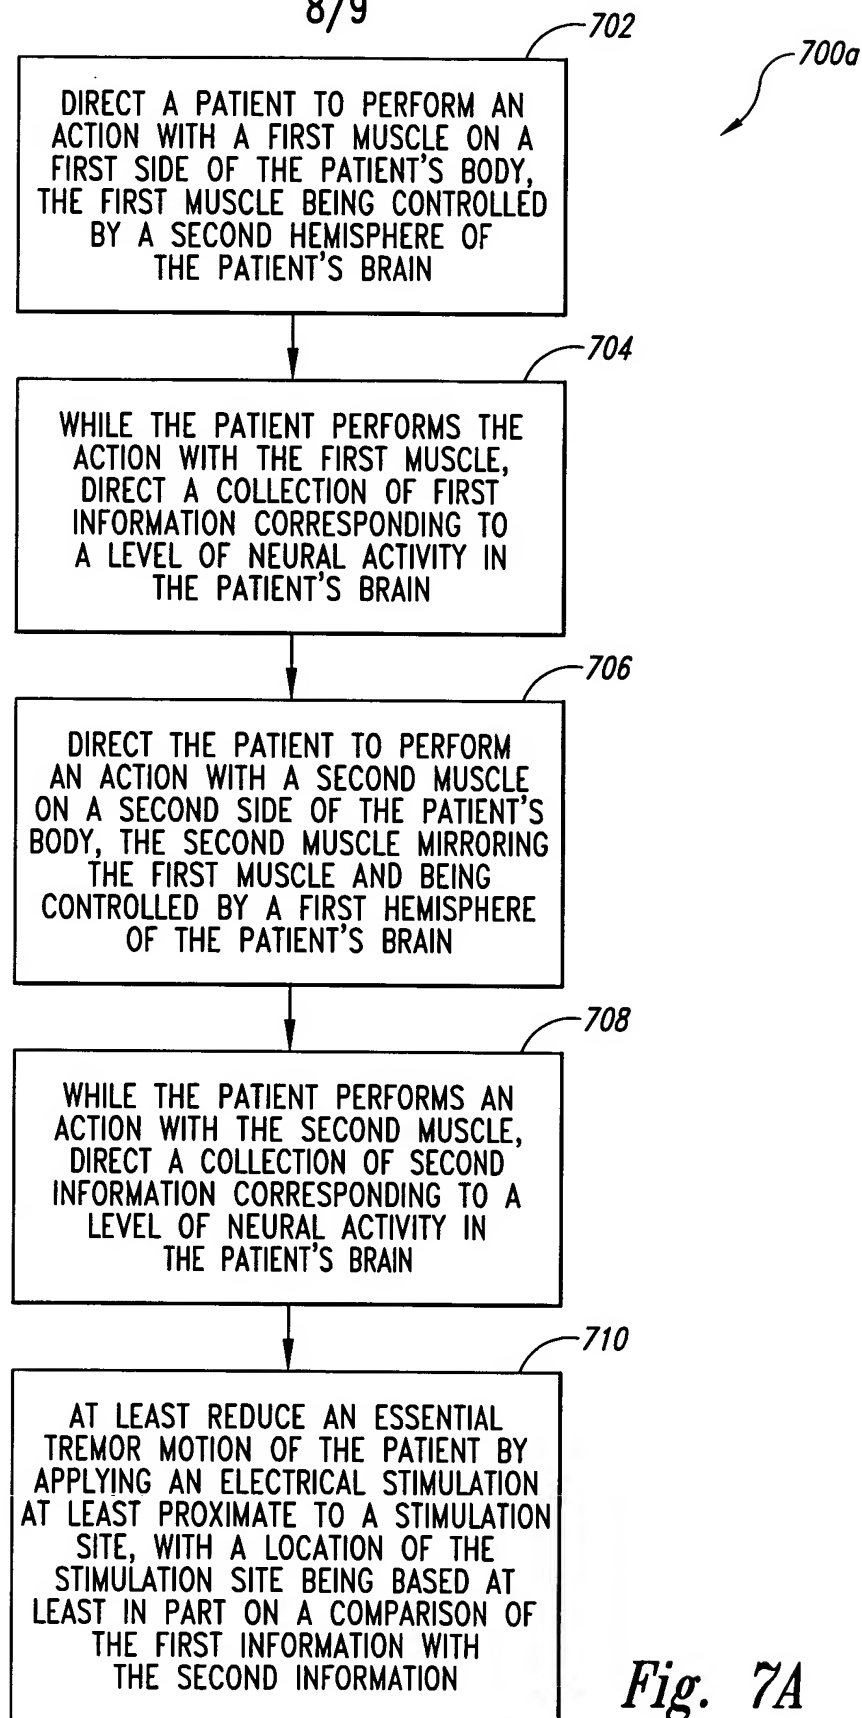 8/9
702
700a
DIRECT A PATIENT TO PERFORM AN
ACTION WITH A FIRST MUSCLE ON A
FIRST SIDE OF THE PATIENT'S BODY,
THE FIRST MUSCLE BEING CONTROLLED
BY A SECOND HEMISPHERE OF
THE PATIENT'S BRAIN
704
WHILE THE PATIENT PERFORMS THE
ACTION WITH THE FIRST MUSCLE,
DIRECT A COLLECTION OF FIRST
INFORMATION CORRESPONDING TO
A LEVEL OF NEURAL ACTIVITY IN
THE PATIENT'S BRAIN
706
DIRECT THE PATIENT TO PERFORM
AN ACTION WITH A SECOND MUSCLE
ON A SECOND SIDE OF THE PATIENT'S
BODY, THE SECOND MUSCLE MIRRORING
THE FIRST MUSCLE AND BEING
CONTROLLED BY A FIRST HEMISPHERE
OF THE PATIENT'S BRAIN
708
WHILE THE PATIENT PERFORMS AN
ACTION WITH THE SECOND MUSCLE,
DIRECT A COLLECTION OF SECOND
INFORMATION CORRESPONDING TO A
LEVEL OF NEURAL ACTIVITY IN
THE PATIENT'S BRAIN
710
AT LEAST REDUCE AN ESSENTIAL
TREMOR MOTION OF THE PATIENT BY
APPLYING AN ELECTRICAL STIMULATION
AT LEAST PROXIMATE TO A STIMULATION
SITE, WITH A LOCATION OF THE
STIMULATION SITE BEING BASED AT
LEAST IN PART ON A COMPARISON OF
THE FIRST INFORMATION WITH
THE SECOND INFORMATION
Fig. 7A